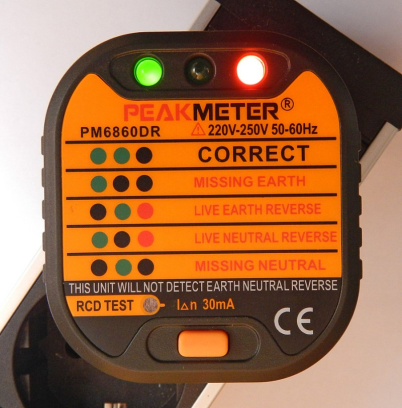 PEAKMETER®
PM6860DR ⚠ 220V-250V 50-60Hz
CORRECT
MISSING EARTH
LIVE EARTH REVERSE
LIVE NEUTRAL REVERSE
MISSING NEUTRAL
THIS UNIT WILL NOT DETECT EARTH NEUTRAL REVERSE
RCD TEST I△n 30mA
CE